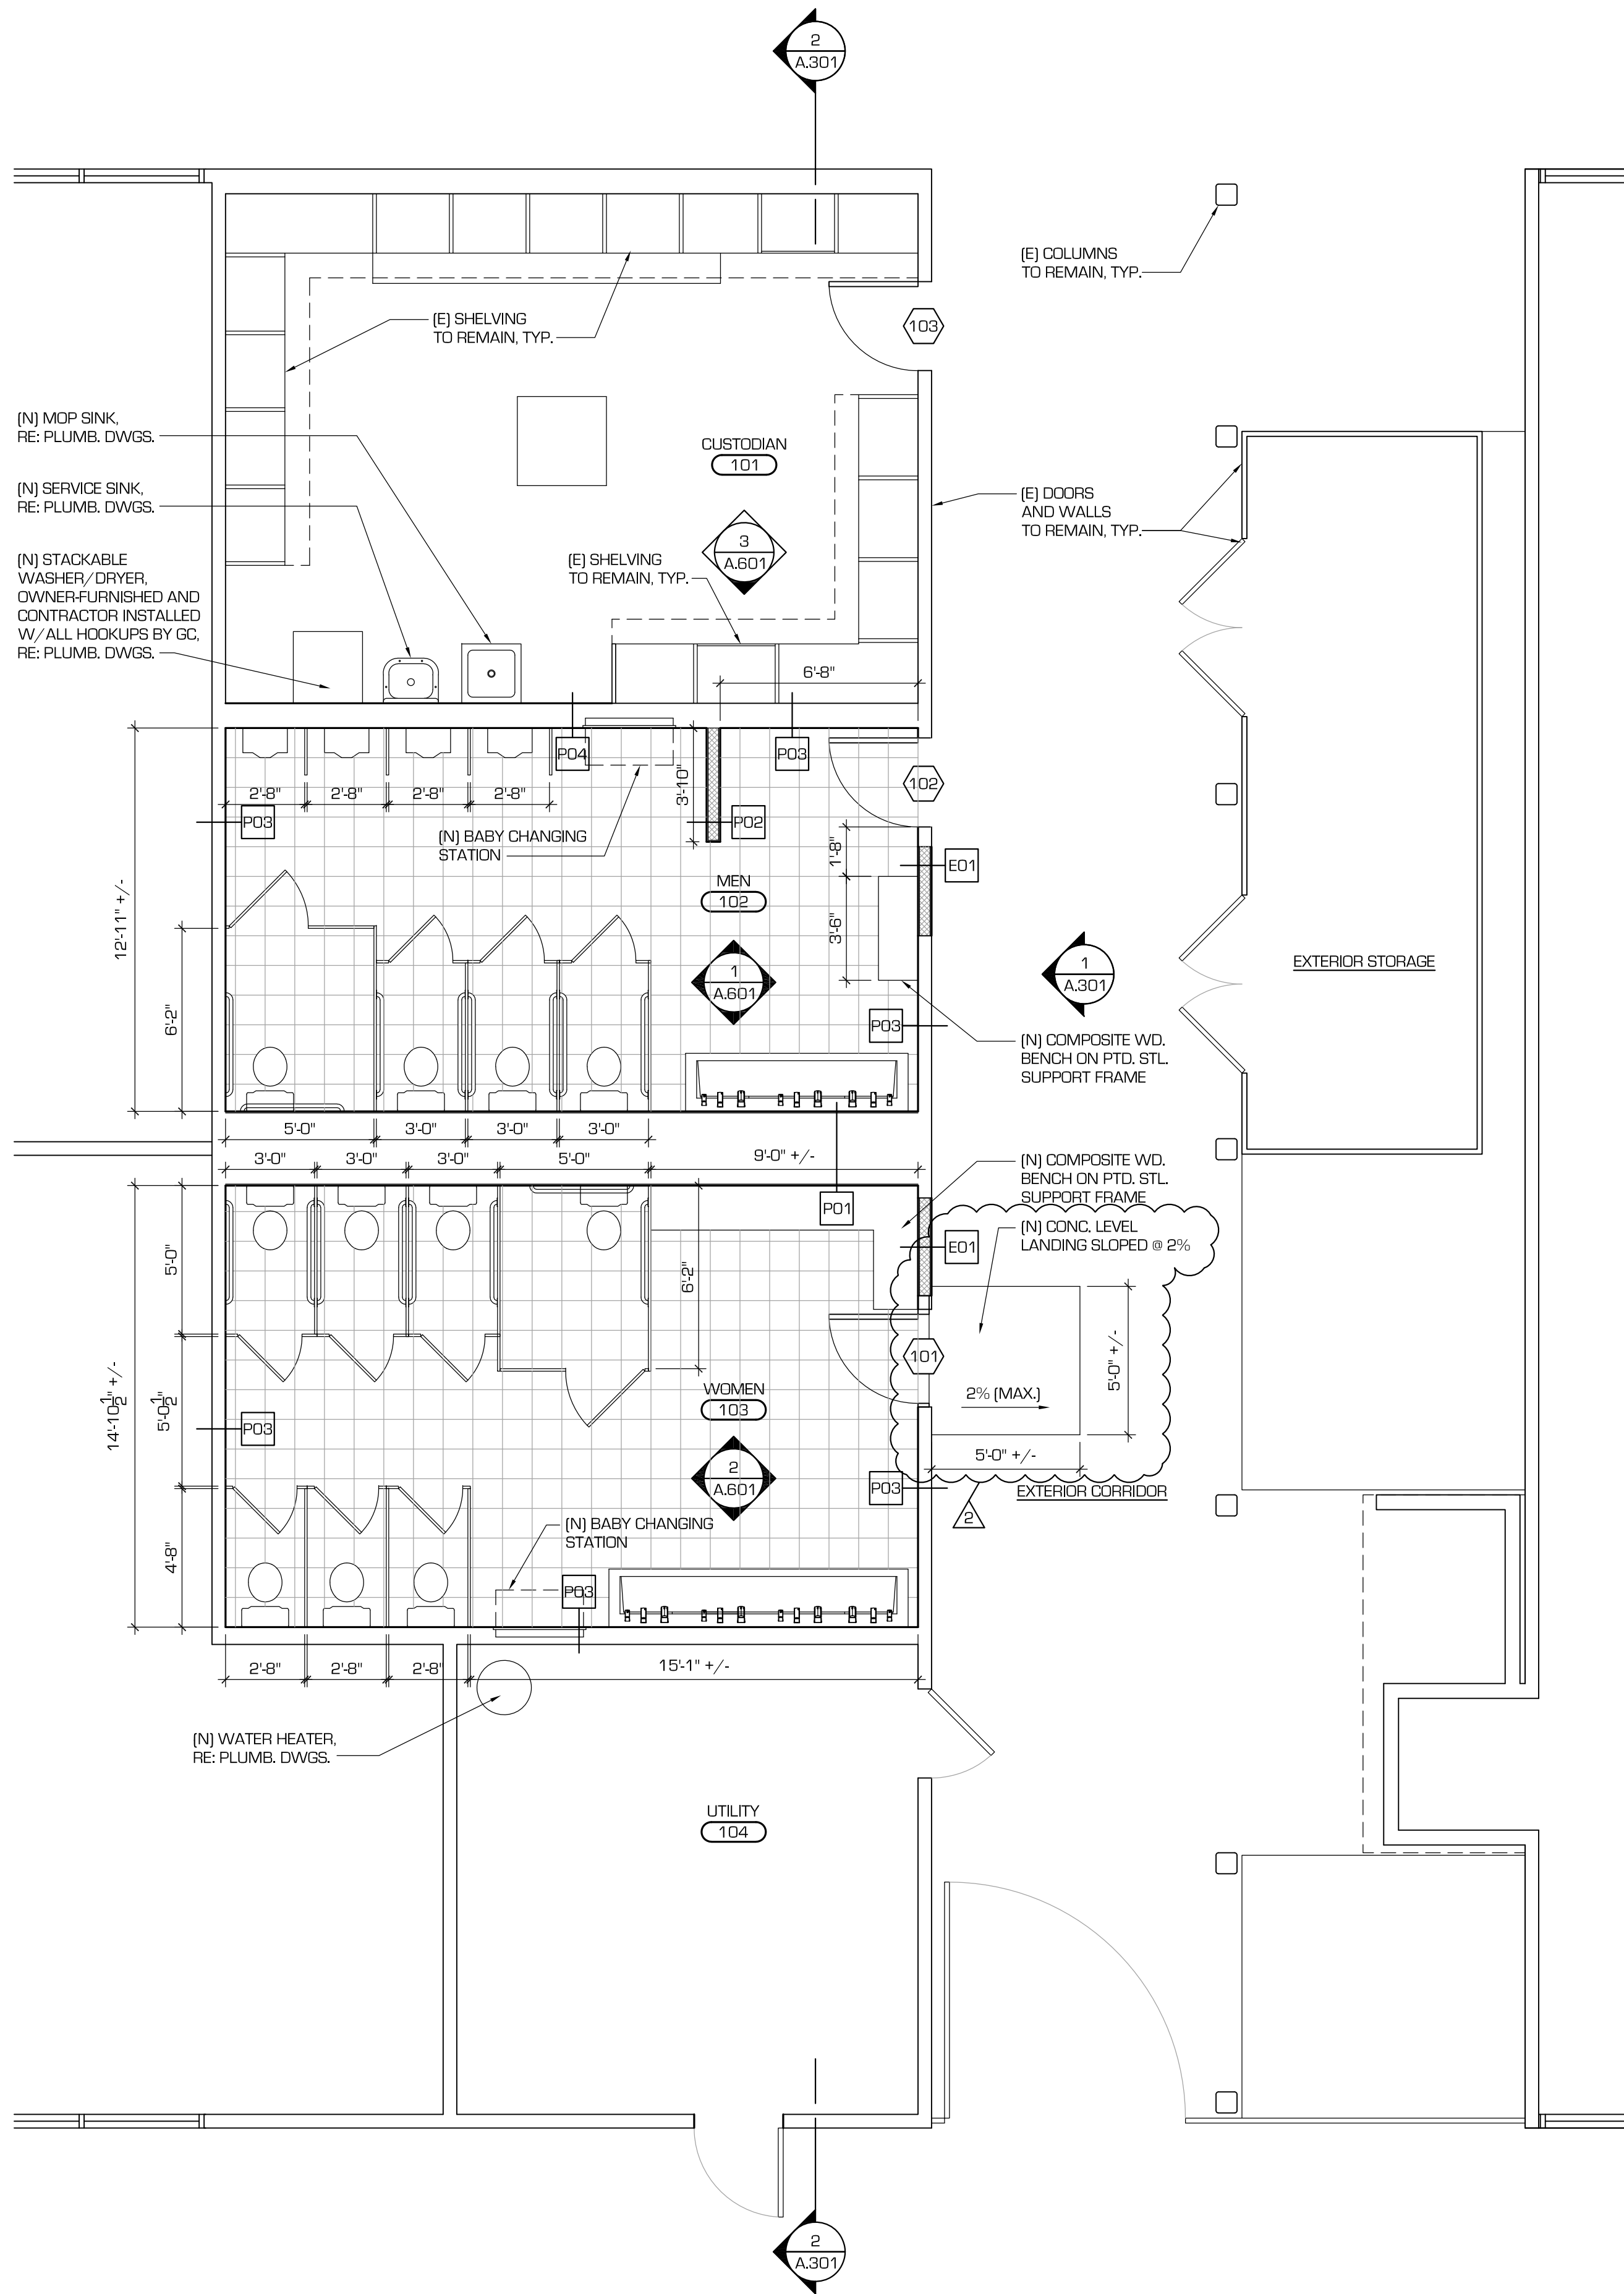 2
A.301
(E) COLUMNS
TO REMAIN, TYP.
(E) SHELVING
TO REMAIN, TYP.
103
(N) MOP SINK,
RE: PLUMB. DWGS.
CUSTODIAN
101
(N) SERVICE SINK,
RE: PLUMB. DWGS.
(E) DOORS
AND WALLS
TO REMAIN, TYP.
3
A.601
(N) STACKABLE
WASHER/DRYER,
OWNER-FURNISHED AND
CONTRACTOR INSTALLED
W/ALL HOOKUPS BY GC,
RE: PLUMB. DWGS.
(E) SHELVING
TO REMAIN, TYP.
6'-8"
P04
P03
102
2'-8"
2'-8"
2'-8"
2'-8"
3'-10"
P03
P02
(N) BABY CHANGING
STATION
1'-8"
E01
MEN
102
12'-11" +/-
3'-6"
EXTERIOR STORAGE
1
A.601
1
A.301
6'-2"
P03
(N) COMPOSITE WD.
BENCH ON PTD. STL.
SUPPORT FRAME
5'-0"
3'-0"
3'-0"
3'-0"
3'-0"
3'-0"
3'-0"
5'-0"
9'-0" +/-
(N) COMPOSITE WD.
BENCH ON PTD. STL.
SUPPORT FRAME
P01
(N) CONC. LEVEL
LANDING SLOPED @ 2%
E01
5'-0"
6'-2"
101
5'-0" +/-
WOMEN
103
2% (MAX.)
14'-10 1/2" +/-
5'-0 1/2"
P03
5'-0" +/-
2
A.601
P03
EXTERIOR CORRIDOR
2
(N) BABY CHANGING
STATION
4'-8"
P03
2'-8"
2'-8"
2'-8"
15'-1" +/-
(N) WATER HEATER,
RE: PLUMB. DWGS.
UTILITY
104
2
A.301